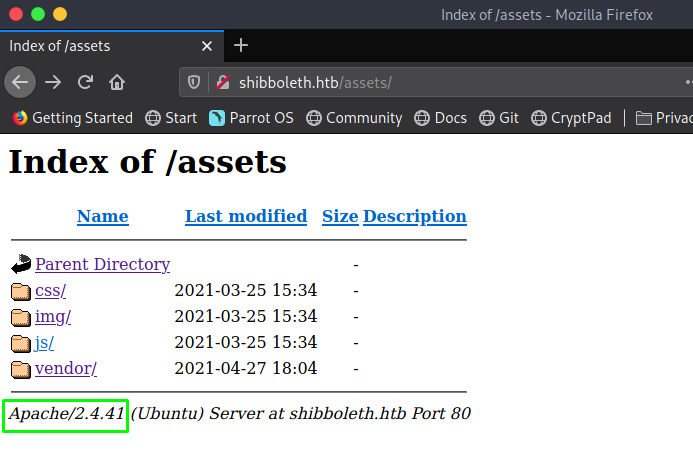 Index of /assets - Mozilla Firefox
Index of /assets
shibboleth.htb/assets/
Getting Started Start Parrot OS Community Docs Git CryptPad Privac
Index of /assets
Name Last modified Size Description
Parent Directory -
css/ 2021-03-25 15:34 -
img/ 2021-03-25 15:34 -
js/ 2021-03-25 15:34 -
vendor/ 2021-04-27 18:04 -
Apache/2.4.41 (Ubuntu) Server at shibboleth.htb Port 80